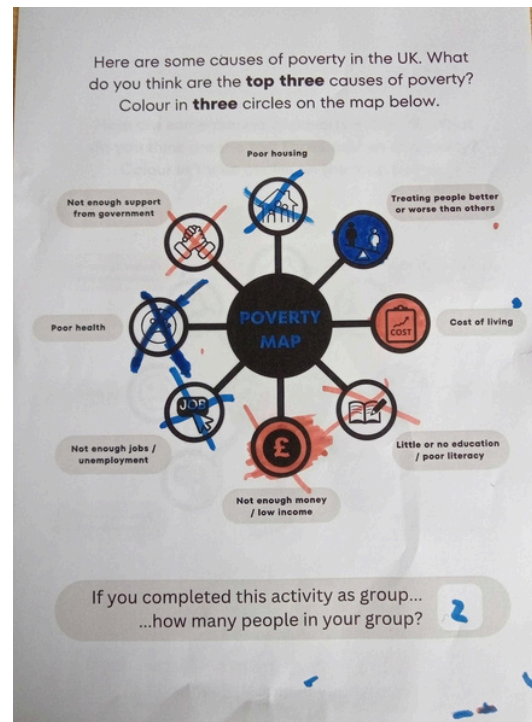 Here are some causes of poverty in the UK. What
do you think are the top three causes of poverty?
Colour in three circles on the map below.
Poor housing
Not enough support
from government
Treating people better
or worse than others
Poor health
POVERTY
MAP
COST
Cost of living
JOB
Not enough jobs /
unemployment
£
Not enough money
/ low income
Little or no education
/ poor literacy
If you completed this activity as group...
...how many people in your group?
2